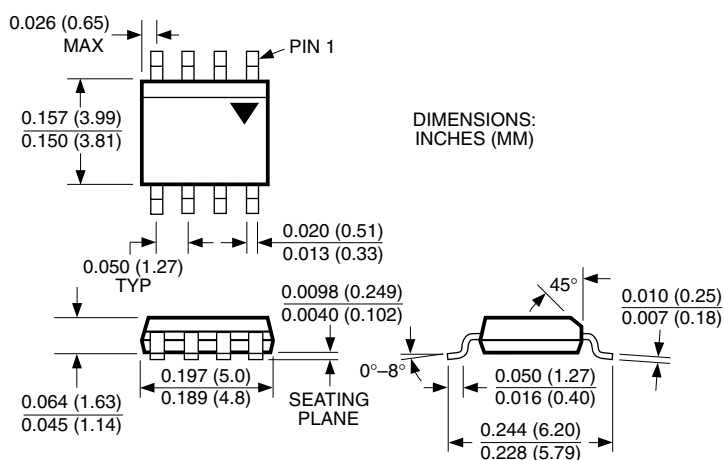 0.026 (0.65)
MAX
PIN 1
0.157 (3.99)
0.150 (3.81)
DIMENSIONS:
INCHES (MM)
0.020 (0.51)
0.013 (0.33)
0.050 (1.27)
TYP
0.0098 (0.249)
0.0040 (0.102)
45°
0.010 (0.25)
0.007 (0.18)
0°–8°
0.197 (5.0)
0.189 (4.8)
SEATING
PLANE
0.050 (1.27)
0.016 (0.40)
0.064 (1.63)
0.045 (1.14)
0.244 (6.20)
0.228 (5.79)